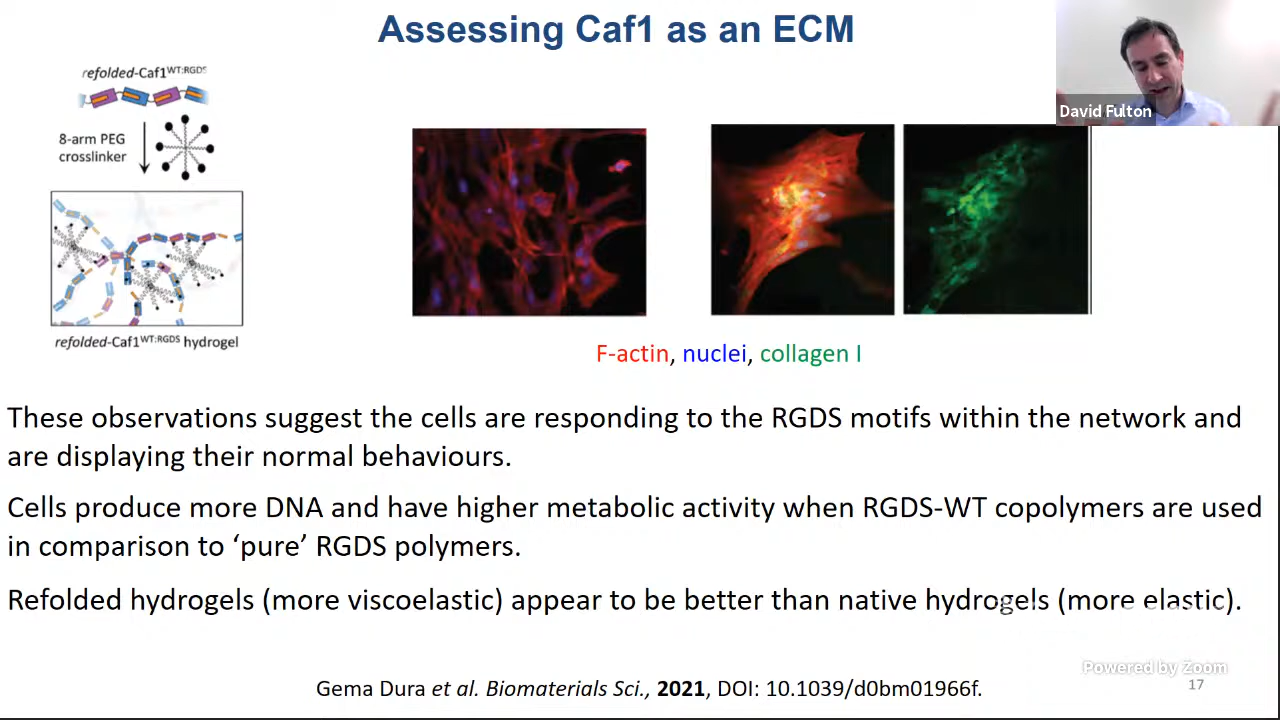 Assessing Caf1 as an ECM
David Fulton
refolded-Caf1WT:RGDS
8-arm PEG
crosslinker
refolded-Caf1WT:RGDS hydrogel
F-actin, nuclei, collagen I
These observations suggest the cells are responding to the RGDS motifs within the network and
are displaying their normal behaviours.
Cells produce more DNA and have higher metabolic activity when RGDS-WT copolymers are used
in comparison to ‘pure’ RGDS polymers.
Refolded hydrogels (more viscoelastic) appear to be better than native hydrogels (more elastic).
Powered by Zoom
Gema Dura et al. Biomaterials Sci., 2021, DOI: 10.1039/d0bm01966f.
17